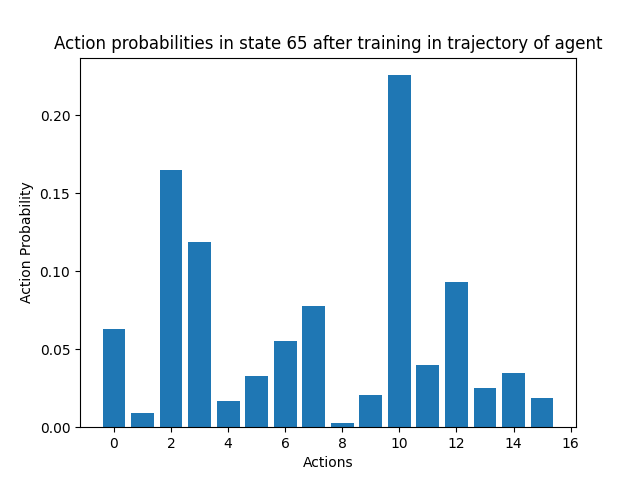 Action probabilities in state 65 after training in trajectory of agent
Action Probability
0.20
0.15
0.10
0.05
0.00
0 2 4 6 8 10 12 14 16
Actions